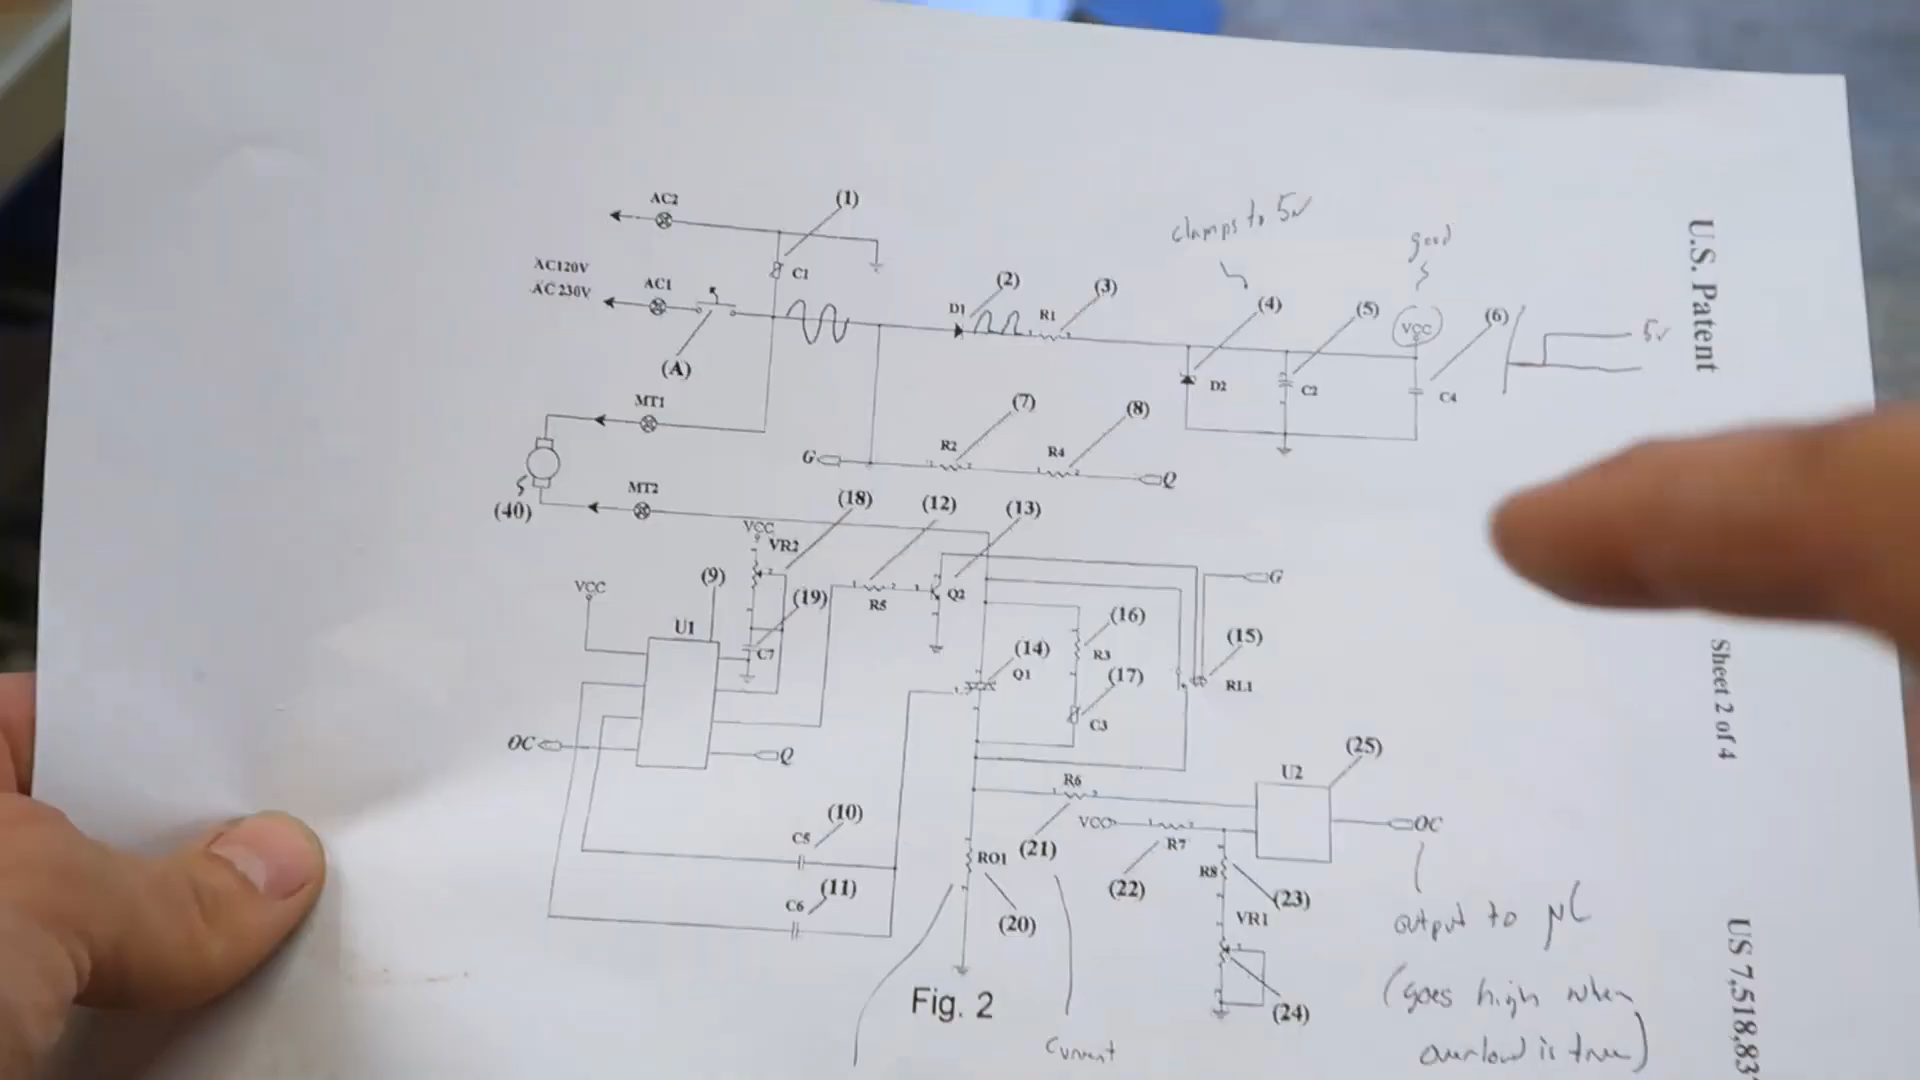 AC2
(1)
AC120V
AC 230V
AC1
C1
(A)
D1
(2)
R1
(3)
clamps to 5v
(4)
D2
(5)
C2
good
VCC
(6)
C4
5v
MT1
(40)
MT2
G
R2
(7)
R4
(8)
Q
VCC
VR2
(18)
(12)
(13)
VCC
(9)
U1
(19)
C7
R5
Q2
G
(16)
R3
(14)
Q1
(17)
C3
(15)
RL1
OC
Q
(10)
C5
(11)
C6
R6
(21)
VCC
R7
(22)
U2
(25)
OC
RO1
(20)
R8
(23)
VR1
(24)
Fig. 2
Current
output to μC
(goes high when
overload is true)
U.S. Patent
Sheet 2 of 4